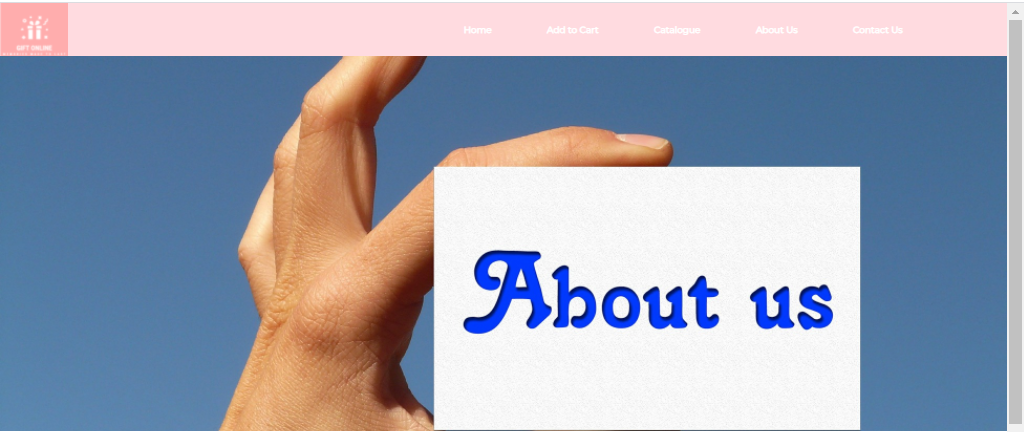 Home Add to Cart Catalogue About Us Contact Us
GIFT ONLINE
About us